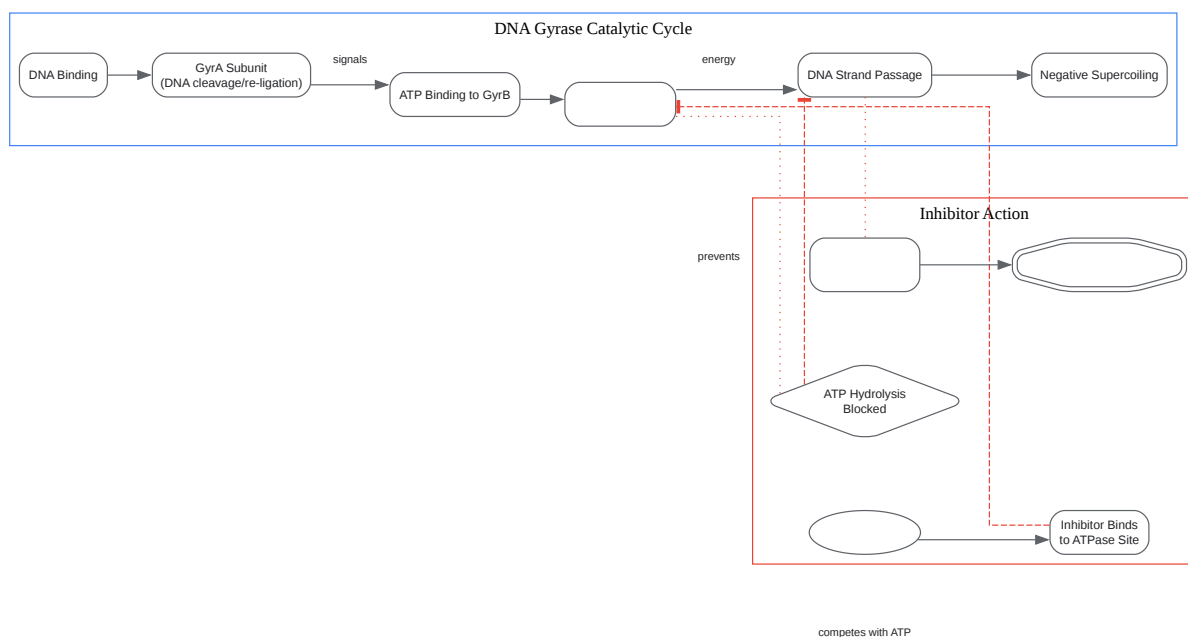 DNA Gyrase Catalytic Cycle
DNA Binding
GyrA Subunit
(DNA cleavage/re-ligation)
signals
ATP Binding to GyrB
energy
DNA Strand Passage
Negative Supercoiling
Inhibitor Action
prevents
ATP Hydrolysis
Blocked
Inhibitor Binds
to ATPase Site
competes with ATP